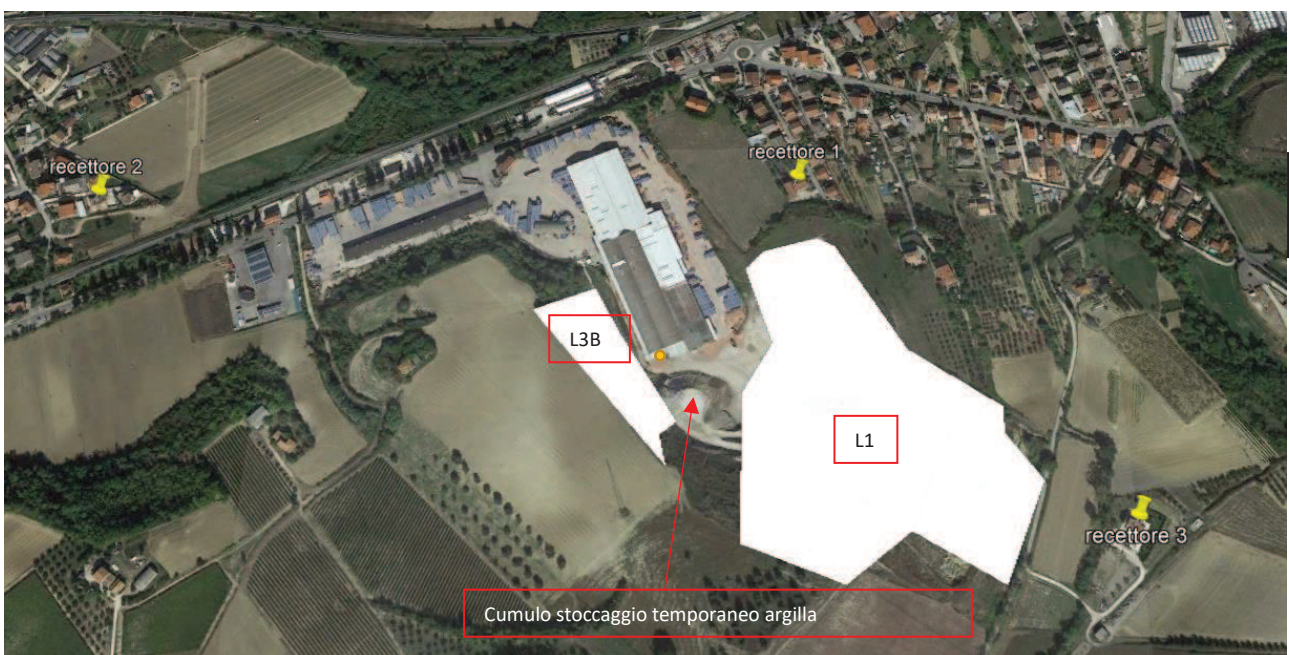 recettore 1
recettore 2
L3B
L1
recettore 3
Cumulo stoccaggio temporaneo argilla